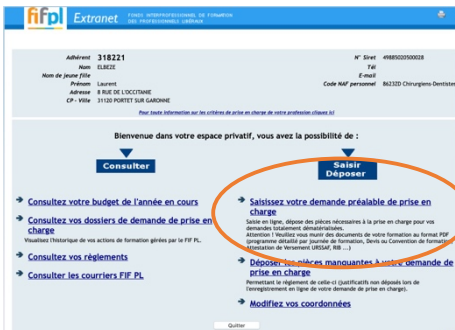 fifpl Extranet FONDS INTERPROFESSIONNEL DE FORMATION
DES PROFESSIONNELS LIBÉRAUX
Adhérent 318221
Nom ELBEZE
Nom de jeune fille
Prénom Laurent
Adresse 8 RUE DE L'OCCITANIE
CP - Ville 31120 PORTET SUR GARONNE
N° Siret 49885020500028
Tél
E-mail
Code NAF personnel 8623ZD Chirurgiens-Dentistes
Pour toute information sur les critères de prise en charge de votre profession cliquez ici
Bienvenue dans votre espace privatif, vous avez la possibilité de :
Consulter
Consultez votre budget de l'année en cours
Consultez vos dossiers de demande de prise en
charge
Visualisez l'historique de vos actions de formation gérées par le FIF PL.
Consultez vos règlements
Consulter les courriers FIF PL
Saisir
Déposer
Saisissez votre demande préalable de prise en
charge
Saisie en ligne, dépose des pièces nécessaires à la prise en charge pour vos
demandes totalement dématérialisées.
Attention ! Veuillez vous munir des documents de votre formation au format PDF
(programme détaillé par journée de formation, Devis ou Convention de formation,
Attestation de Versement URSSAF, RIB ...)
Déposer les pièces manquantes à votre demande de
prise en charge
Permettant le règlement de celle-ci (justificatifs non déposés lors de
l'enregistrement en ligne de votre demande de prise en charge).
Modifiez vos coordonnées
Quitter